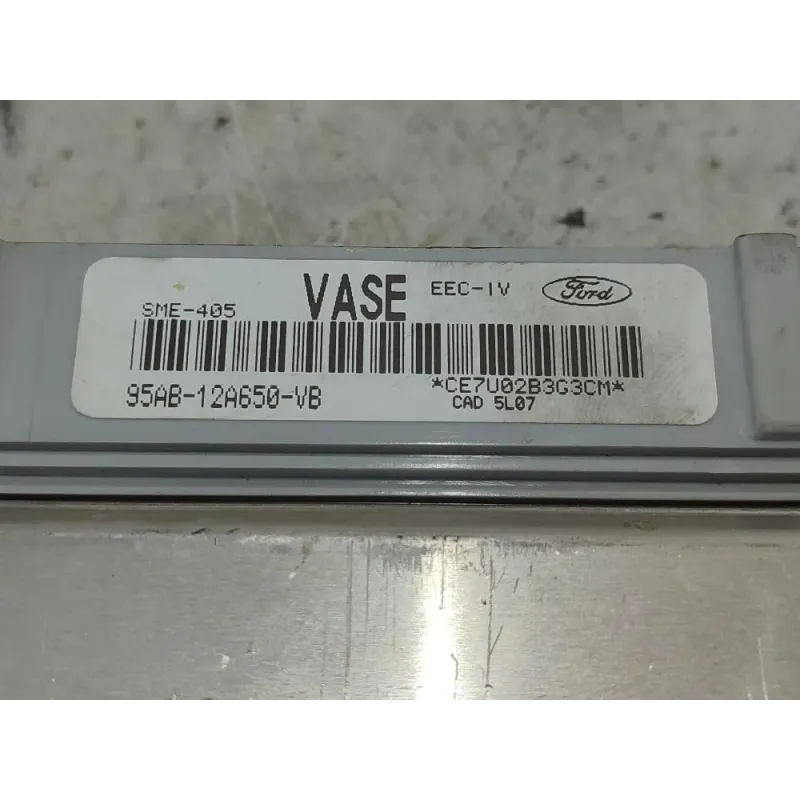 SME-405 VASE EEC-IV Ford
95AB-12A650-VB *CE7U02B3G3CM*
CAD 5L07